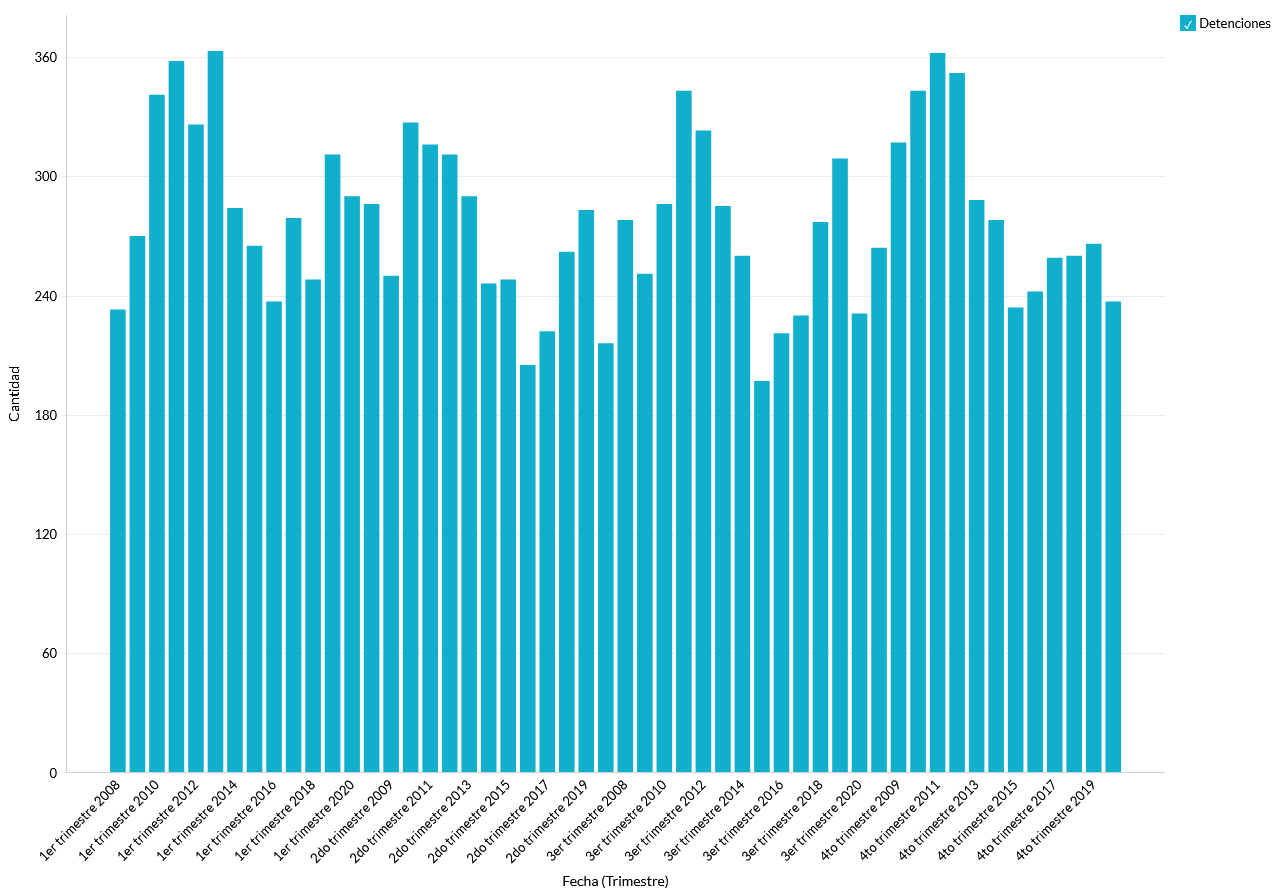 Detenciones
360
300
240
180
120
60
0
Cantidad
1er trimestre 2008
1er trimestre 2010
1er trimestre 2012
1er trimestre 2014
1er trimestre 2016
1er trimestre 2018
1er trimestre 2020
2do trimestre 2009
2do trimestre 2011
2do trimestre 2013
2do trimestre 2015
2do trimestre 2017
2do trimestre 2019
3er trimestre 2008
3er trimestre 2010
3er trimestre 2012
3er trimestre 2014
3er trimestre 2016
3er trimestre 2018
3er trimestre 2020
4to trimestre 2009
4to trimestre 2011
4to trimestre 2013
4to trimestre 2015
4to trimestre 2017
4to trimestre 2019
Fecha (Trimestre)